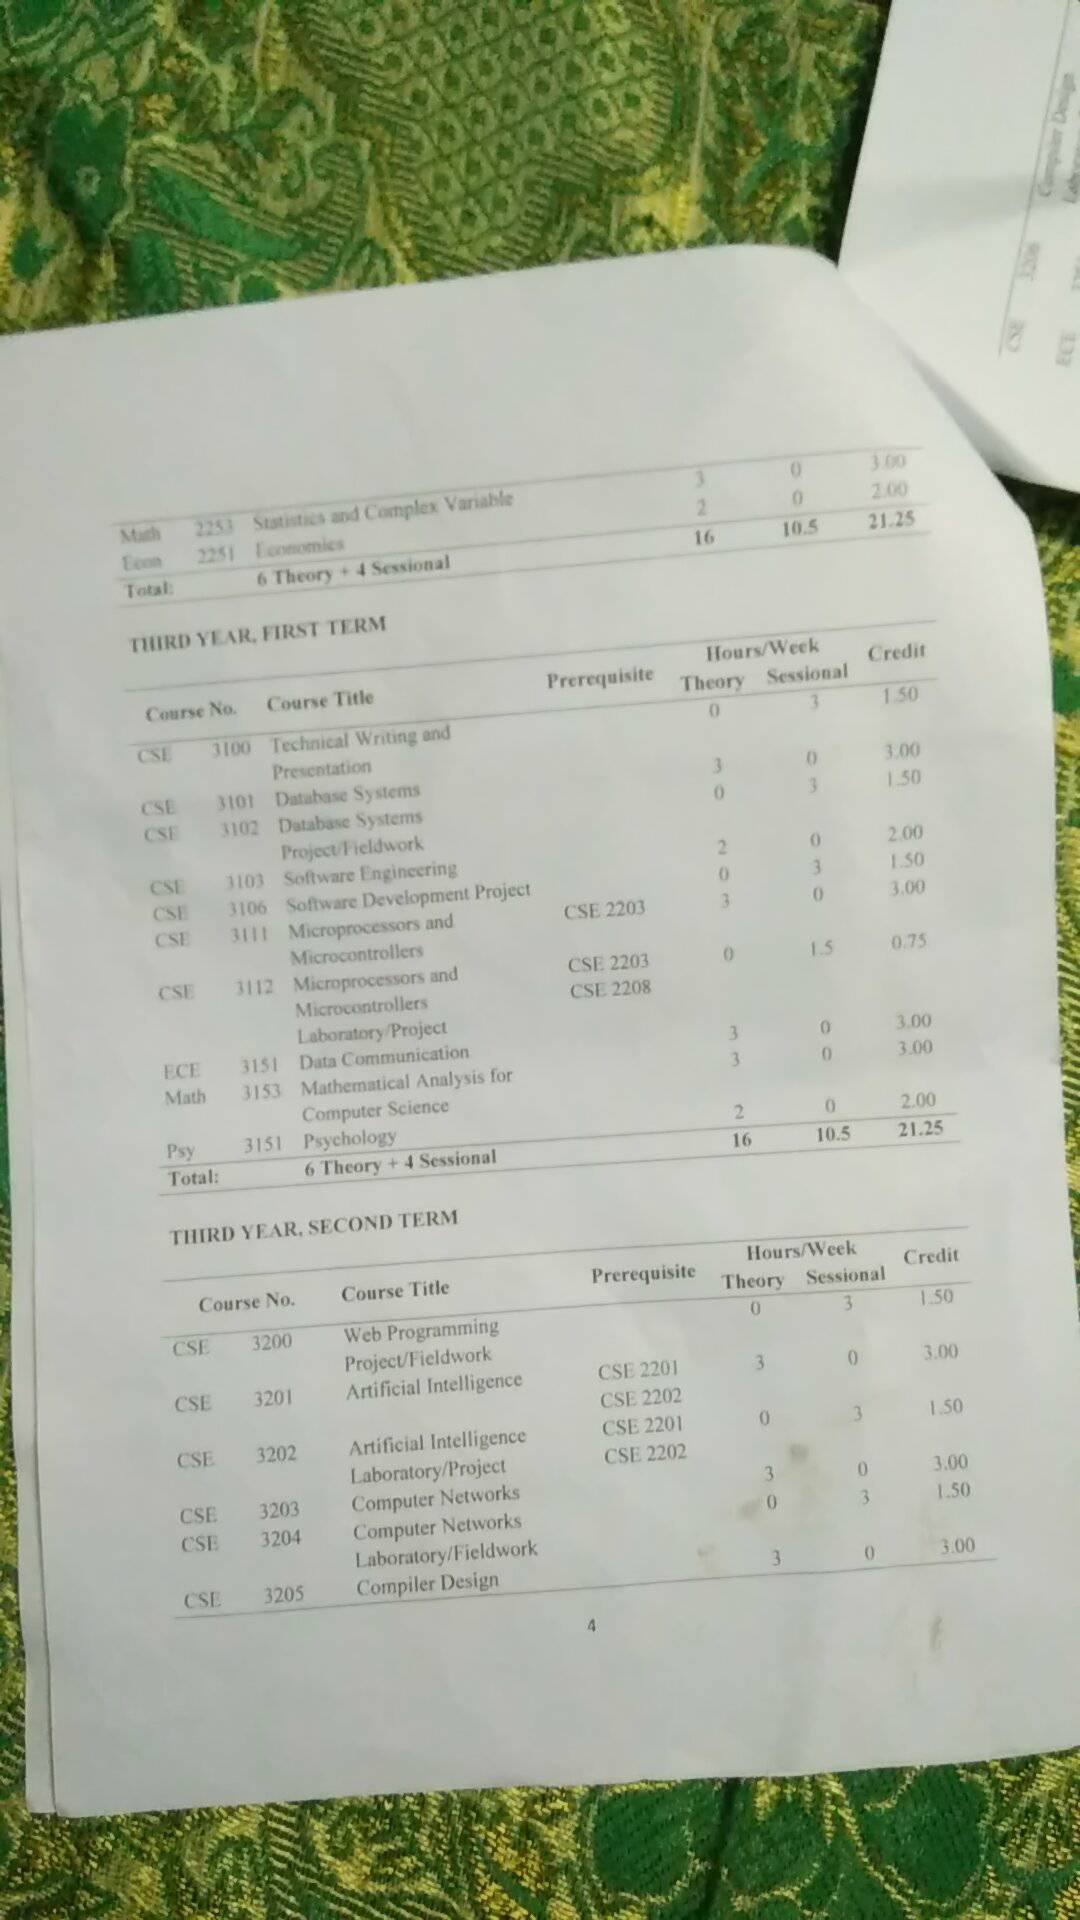 Math 2253 Statistics and Complex Variable 3 0 3.00
Econ 2251 Economics 2 0 2.00
Total: 6 Theory + 4 Sessional 16 10.5 21.25
THIRD YEAR, FIRST TERM
Hours/Week
Course No. Course Title Prerequisite Theory Sessional Credit
CSE 3100 Technical Writing and 0 3 1.50
Presentation
CSE 3101 Database Systems 3 0 3.00
CSE 3102 Database Systems 0 3 1.50
Project/Fieldwork
CSE 3103 Software Engineering 2 0 2.00
CSE 3106 Software Development Project 0 3 1.50
CSE 3111 Microprocessors and CSE 2203 3 0 3.00
Microcontrollers
CSE 3112 Microprocessors and CSE 2203 0 1.5 0.75
Microcontrollers CSE 2208
Laboratory/Project
ECE 3151 Data Communication 3 0 3.00
Math 3153 Mathematical Analysis for 3 0 3.00
Computer Science
Psy 3151 Psychology 2 0 2.00
Total: 6 Theory + 4 Sessional 16 10.5 21.25
THIRD YEAR, SECOND TERM
Hours/Week
Course No. Course Title Prerequisite Theory Sessional Credit
CSE 3200 Web Programming 0 3 1.50
Project/Fieldwork
CSE 3201 Artificial Intelligence CSE 2201 3 0 3.00
CSE 2202
CSE 3202 Artificial Intelligence CSE 2201 0 3 1.50
Laboratory/Project CSE 2202
CSE 3203 Computer Networks 3 0 3.00
CSE 3204 Computer Networks 0 3 1.50
Laboratory/Fieldwork
CSE 3205 Compiler Design 3 0 3.00
4
CSE 3206 Compiler Design
ECE